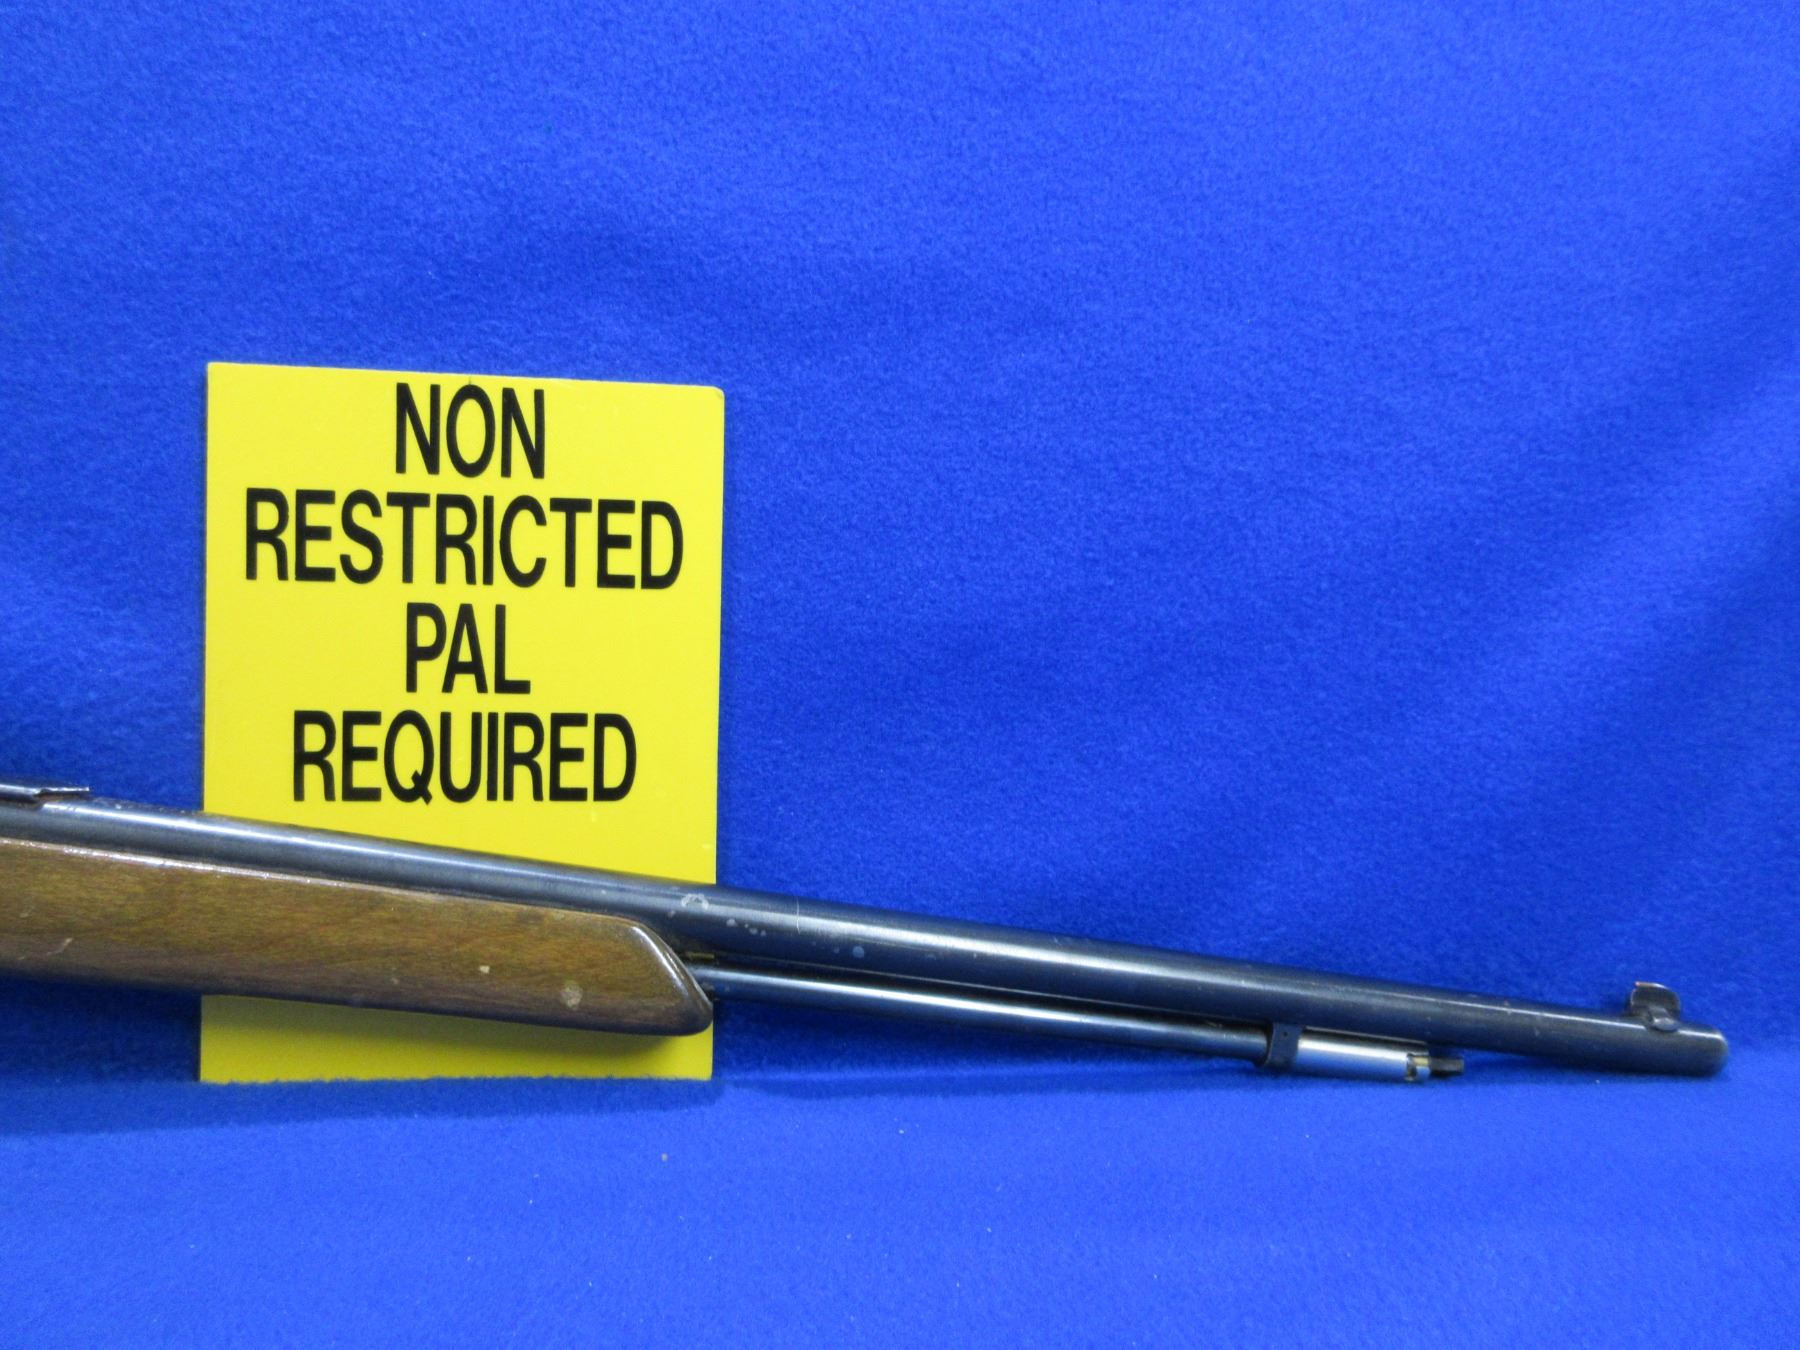 NON
RESTRICTED
PAL
REQUIRED